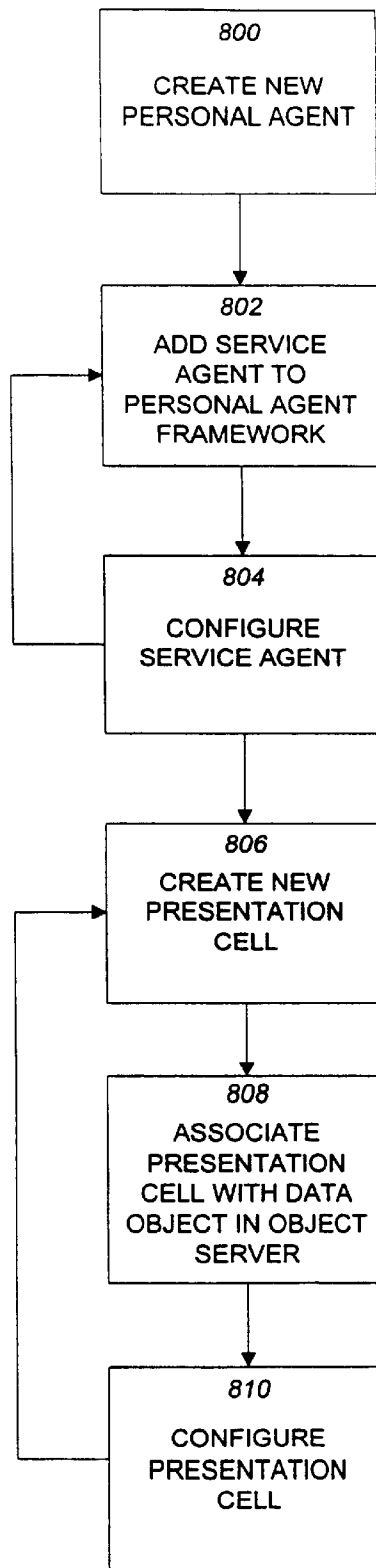 800
CREATE NEW
PERSONAL AGENT
802
ADD SERVICE
AGENT TO
PERSONAL AGENT
FRAMEWORK
804
CONFIGURE
SERVICE AGENT
806
CREATE NEW
PRESENTATION
CELL
808
ASSOCIATE
PRESENTATION
CELL WITH DATA
OBJECT IN OBJECT
SERVER
810
CONFIGURE
PRESENTATION
CELL